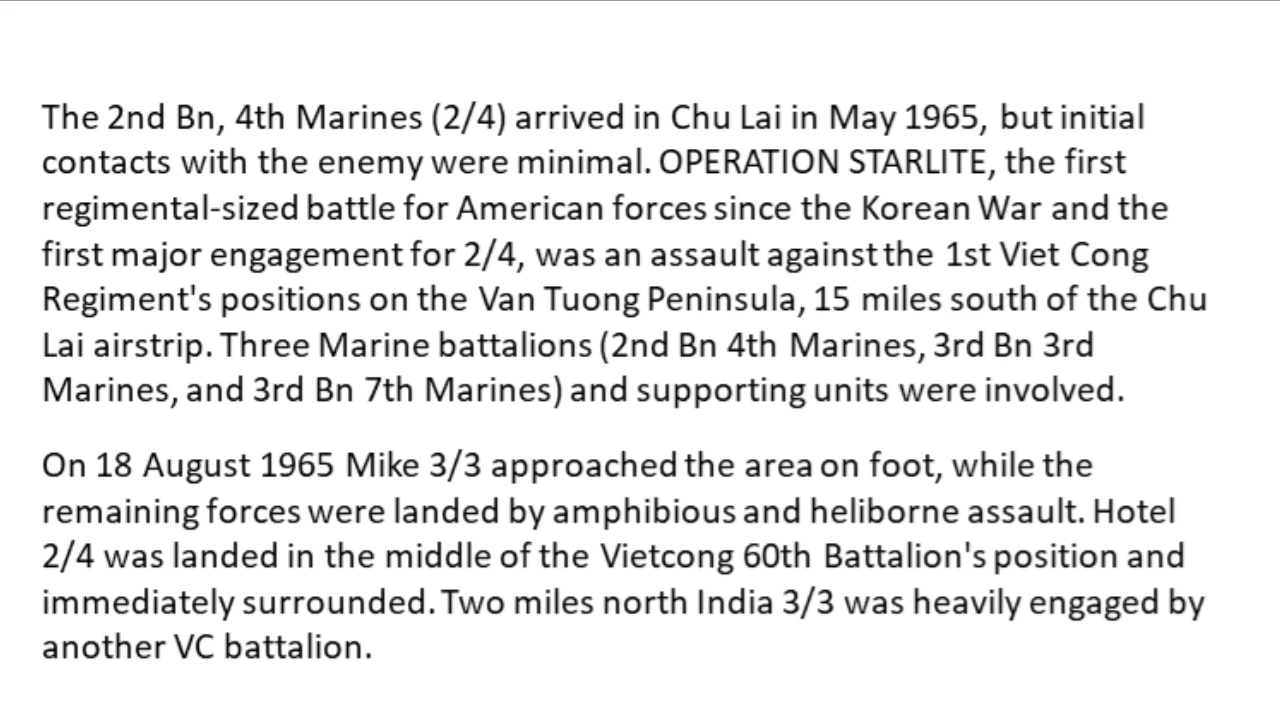 The 2nd Bn, 4th Marines (2/4) arrived in Chu Lai in May 1965, but initial
contacts with the enemy were minimal. OPERATION STARLITE, the first
regimental-sized battle for American forces since the Korean War and the
first major engagement for 2/4, was an assault against the 1st Viet Cong
Regiment's positions on the Van Tuong Peninsula, 15 miles south of the Chu
Lai airstrip. Three Marine battalions (2nd Bn 4th Marines, 3rd Bn 3rd
Marines, and 3rd Bn 7th Marines) and supporting units were involved.
On 18 August 1965 Mike 3/3 approached the area on foot, while the
remaining forces were landed by amphibious and heliborne assault. Hotel
2/4 was landed in the middle of the Vietcong 60th Battalion's position and
immediately surrounded. Two miles north India 3/3 was heavily engaged by
another VC battalion.